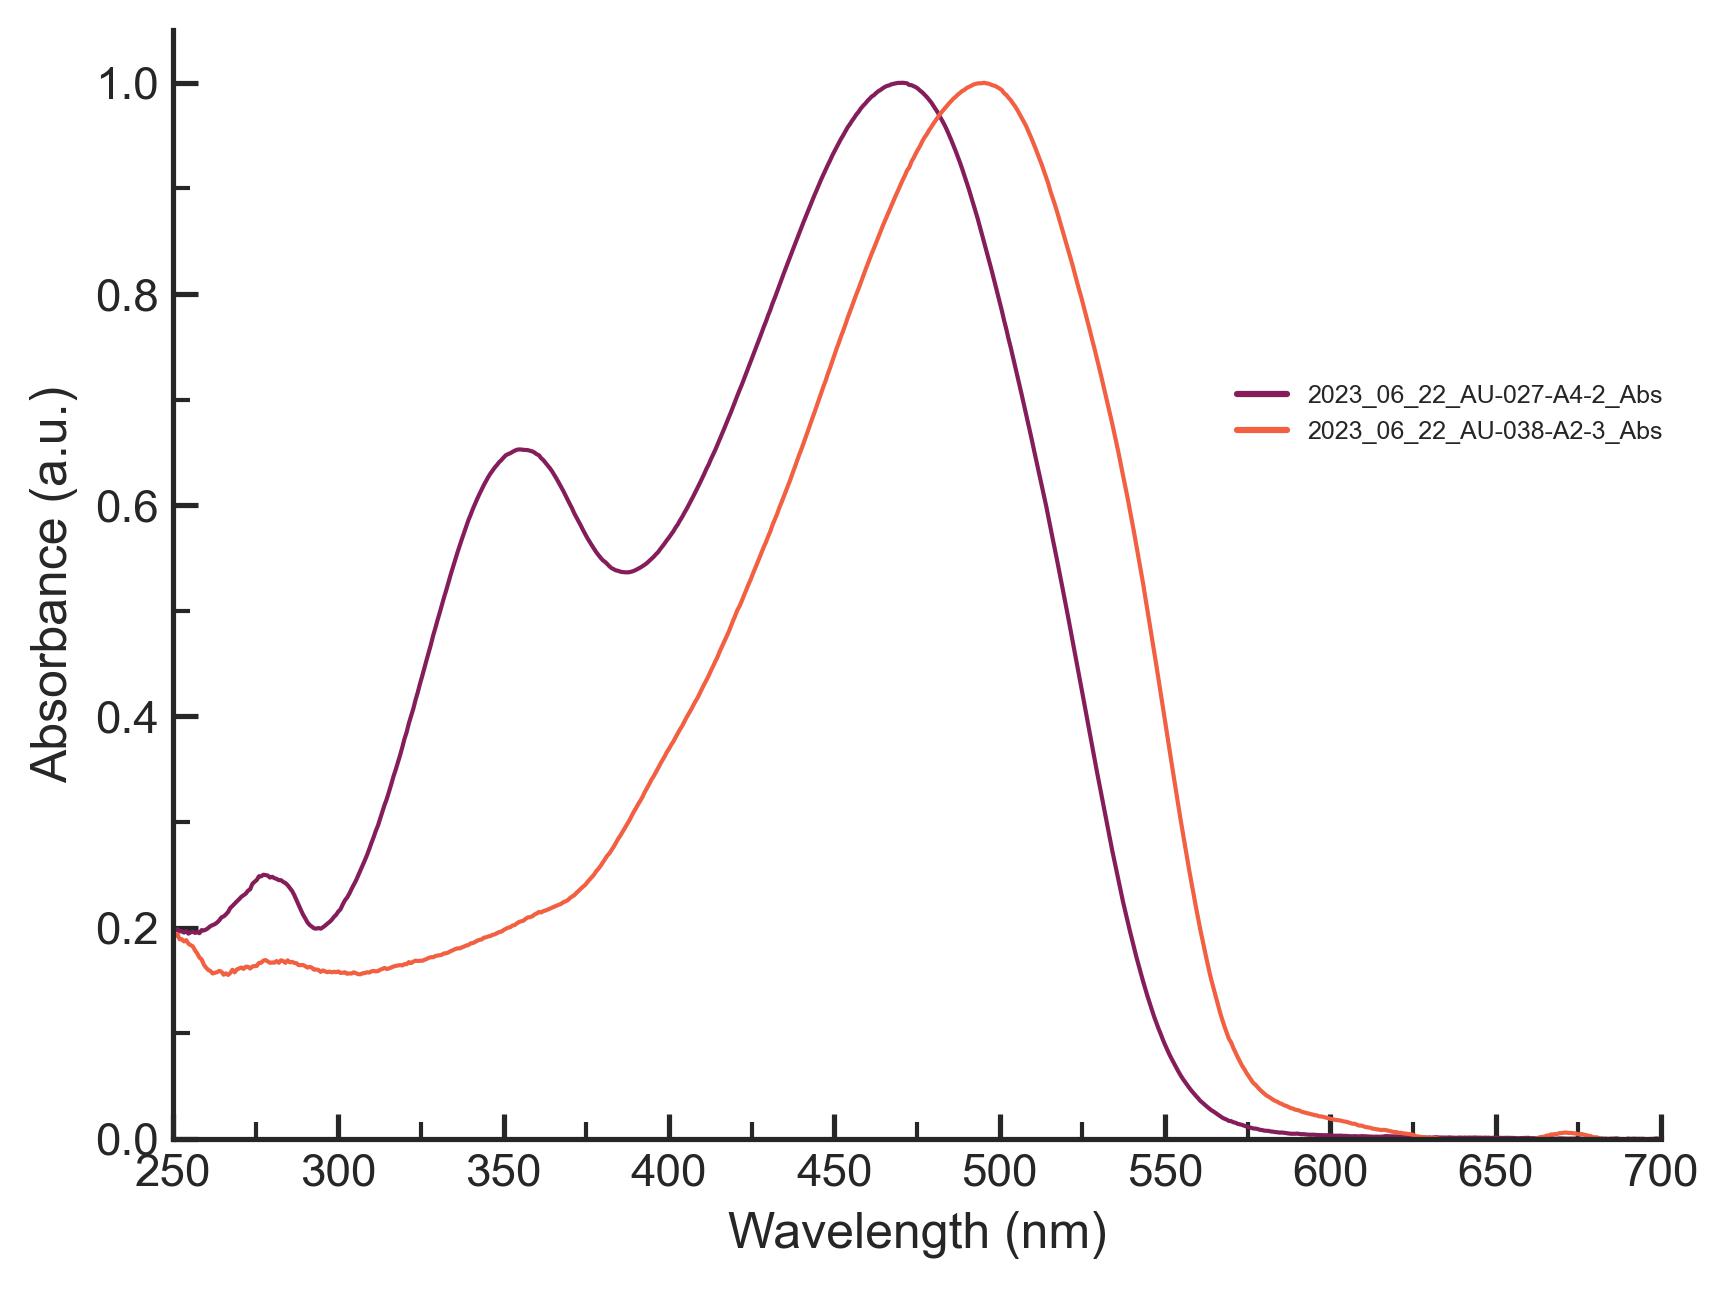 Absorbance (a.u.)
1.0
0.8
0.6
0.4
0.2
0.0
2023_06_22_AU-027-A4-2_Abs
2023_06_22_AU-038-A2-3_Abs
250 300 350 400 450 500 550 600 650 700
Wavelength (nm)